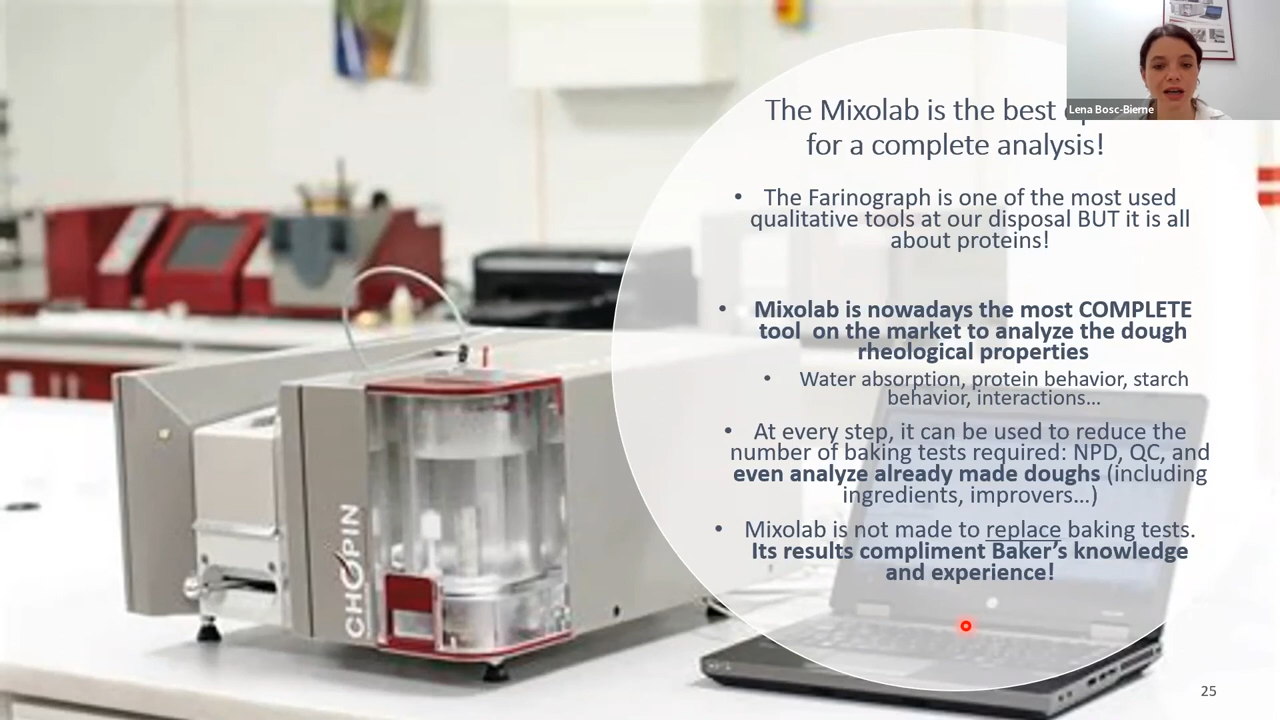 The Mixolab is the best
for a complete analysis!
Lena Bosc-Bierne
• The Farinograph is one of the most used
qualitative tools at our disposal BUT it is all
about proteins!
• Mixolab is nowadays the most COMPLETE
tool on the market to analyze the dough
rheological properties
• Water absorption, protein behavior, starch
behavior, interactions...
• At every step, it can be used to reduce the
number of baking tests required: NPD, QC, and
even analyze already made doughs (including
ingredients, improvers...)
• Mixolab is not made to replace baking tests.
Its results compliment Baker's knowledge
and experience!
CHOPIN
25